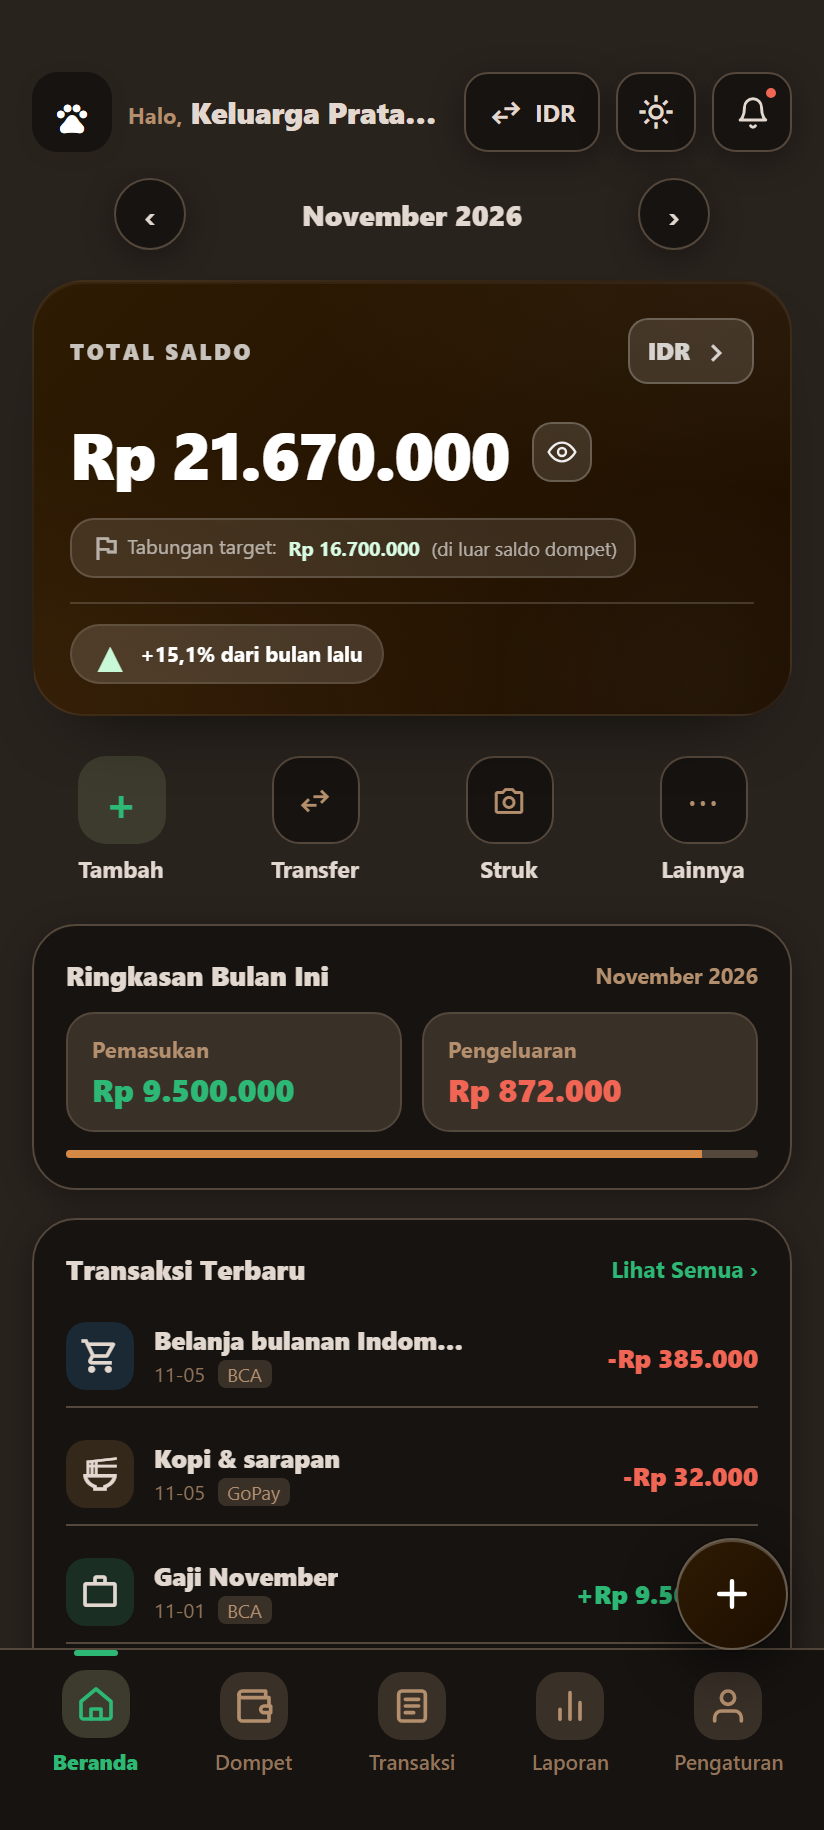 Halo, Keluarga Prata...
IDR
‹ November 2026 ›
TOTAL SALDO
IDR
Rp 21.670.000
Tabungan target: Rp 16.700.000 (di luar saldo dompet)
+15,1% dari bulan lalu
Tambah
Transfer
Struk
Lainnya
Ringkasan Bulan Ini
November 2026
Pemasukan
Rp 9.500.000
Pengeluaran
Rp 872.000
Transaksi Terbaru
Lihat Semua ›
Belanja bulanan Indom...
11-05 BCA
-Rp 385.000
Kopi & sarapan
11-05 GoPay
-Rp 32.000
Gaji November
11-01 BCA
+Rp 9.5
+
Beranda
Dompet
Transaksi
Laporan
Pengaturan